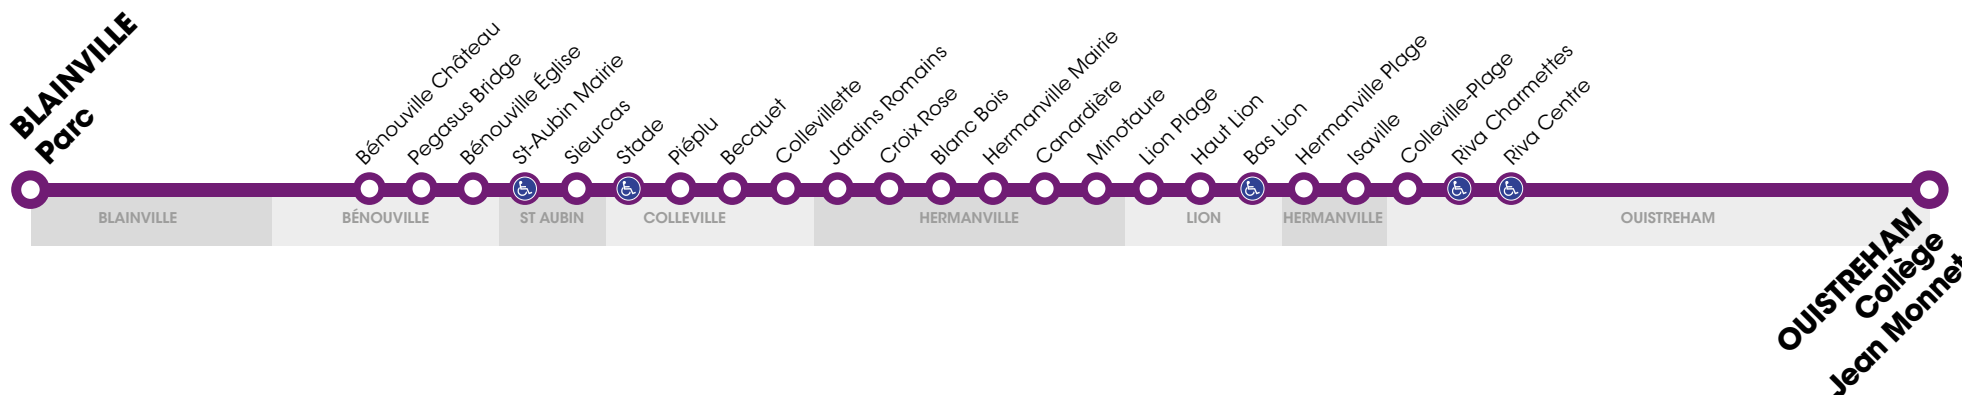 BLAINVILLE
Parc
Bénouville Château
Pegasus Bridge
Bénouville Église
St-Aubin Mairie
Sieurcas
Stade
Piéplu
Becquet
Collevillette
Jardins Romains
Croix Rose
Blanc Bois
Hermanville Mairie
Canardière
Minotaure
Lion Plage
Haut Lion
Bas Lion
Hermanville Plage
Isaville
Colleville-Plage
Riva Charmettes
Riva Centre
BLAINVILLE
BÉNOUVILLE
ST AUBIN
COLLEVILLE
HERMANVILLE
LION
HERMANVILLE
OUISTREHAM
OUISTREHAM
Collège
Jean Monnet